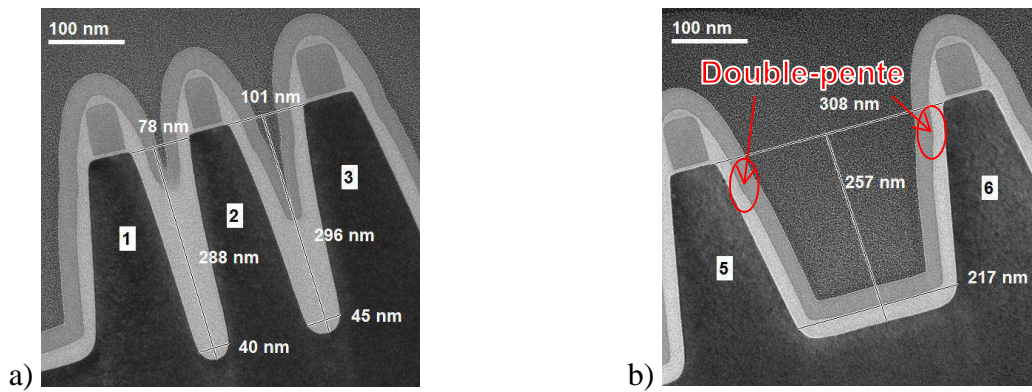 100 nm
101 nm
78 nm
1
2
3
288 nm
296 nm
45 nm
40 nm
a)
100 nm
Double-pente
308 nm
257 nm
5
6
217 nm
b)